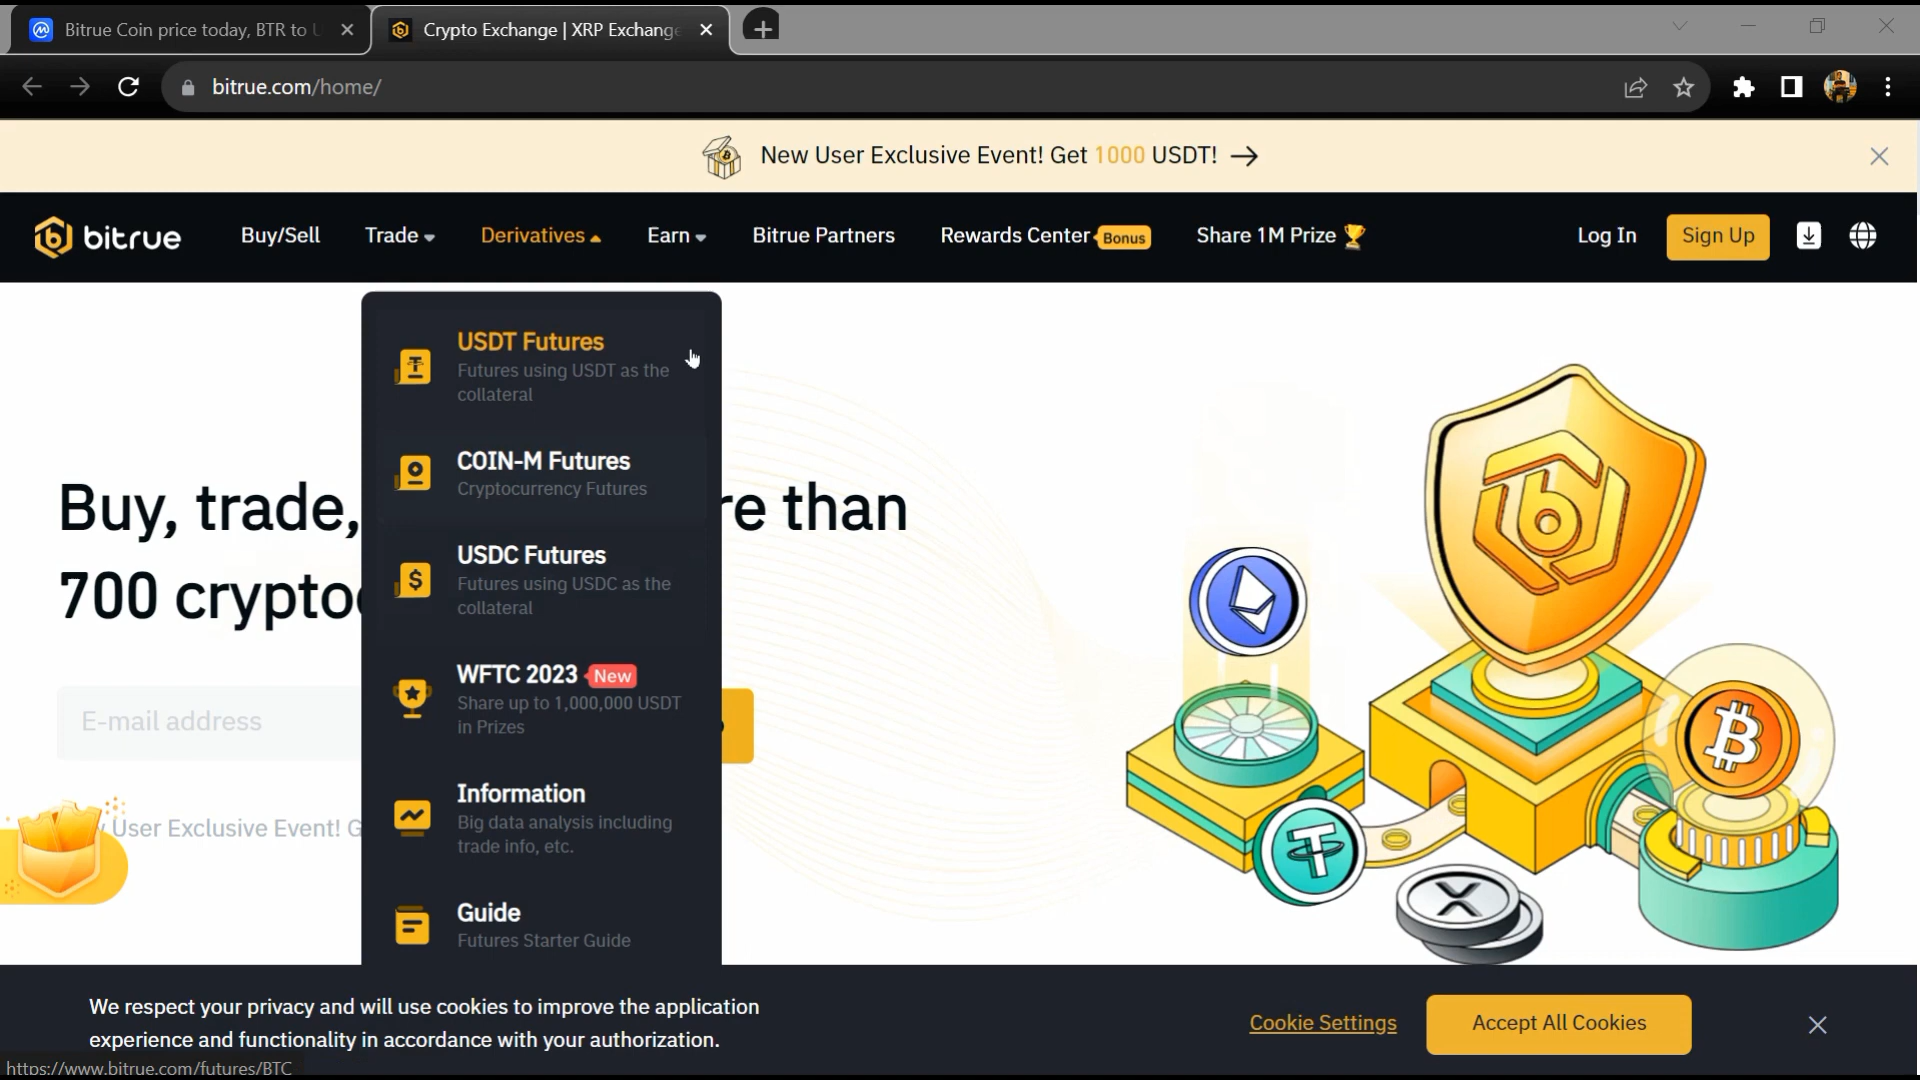 Bitrue Coin price today, BTR to U
Crypto Exchange | XRP Exchange
bitrue.com/home/
New User Exclusive Event! Get 1000 USDT!
bitrue
Buy/Sell
Trade
Derivatives
Earn
Bitrue Partners
Rewards Center
Bonus
Share 1M Prize
Log In
Sign Up
USDT Futures
Futures using USDT as the
collateral
COIN-M Futures
Cryptocurrency Futures
USDC Futures
Futures using USDC as the
collateral
WFTC 2023
New
Share up to 1,000,000 USDT
in Prizes
Information
Big data analysis including
trade info, etc.
Guide
Futures Starter Guide
Buy, trade, re than
700 crypto
E-mail address
User Exclusive Event! G
We respect your privacy and will use cookies to improve the application
experience and functionality in accordance with your authorization.
Cookie Settings
Accept All Cookies
https://www.bitrue.com/futures/BTC